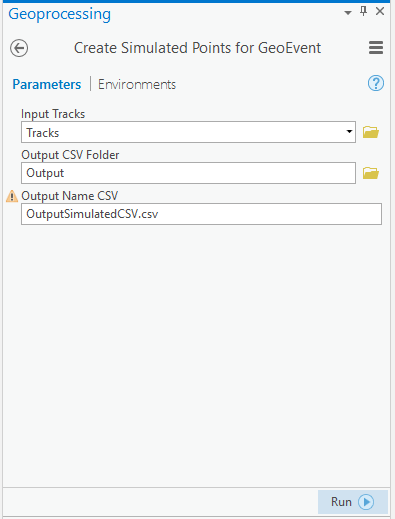 Geoprocessing
Create Simulated Points for GeoEvent
Parameters | Environments
Input Tracks
Tracks
Output CSV Folder
Output
Output Name CSV
OutputSimulatedCSV.csv
Run